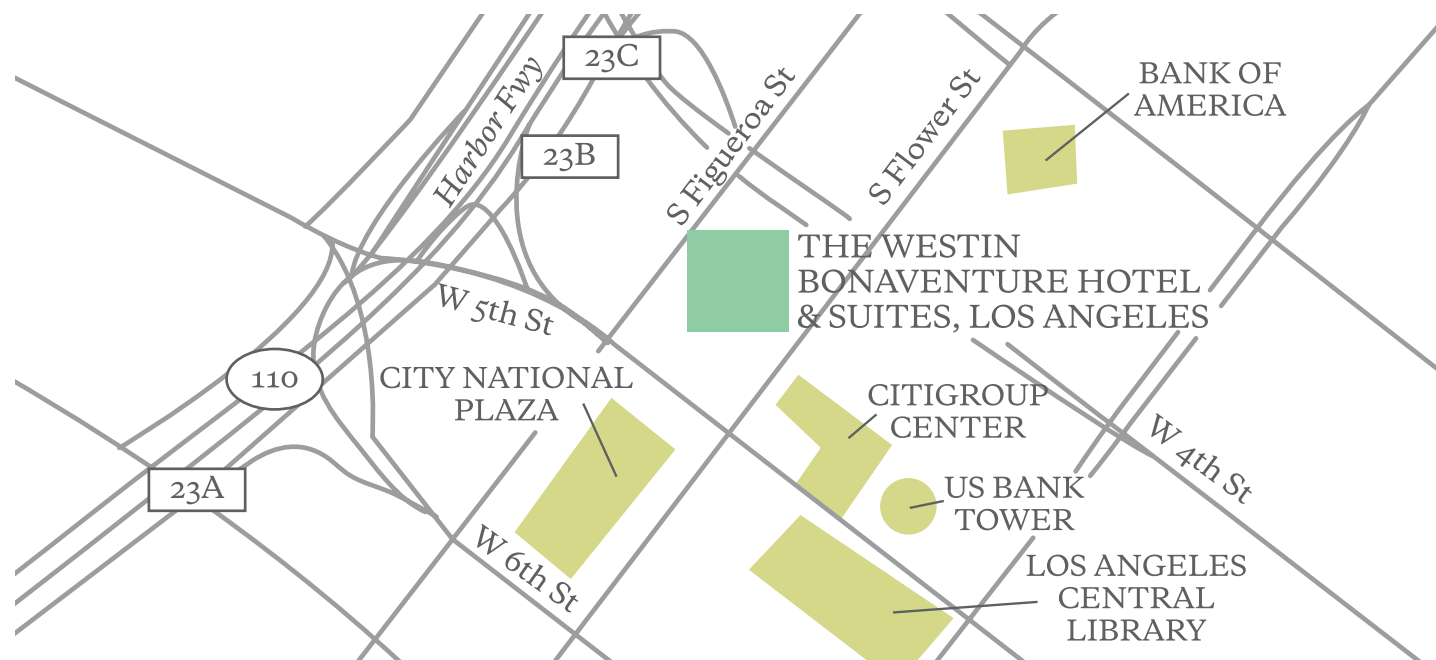 23C
BANK OF
AMERICA
Harbor Fwy
S Figueroa St
S Flower St
23B
THE WESTIN
BONAVENTURE HOTEL
& SUITES, LOS ANGELES
W 5th St
110
CITY NATIONAL
PLAZA
CITIGROUP
CENTER
W 4th St
23A
US BANK
TOWER
W 6th St
LOS ANGELES
CENTRAL
LIBRARY